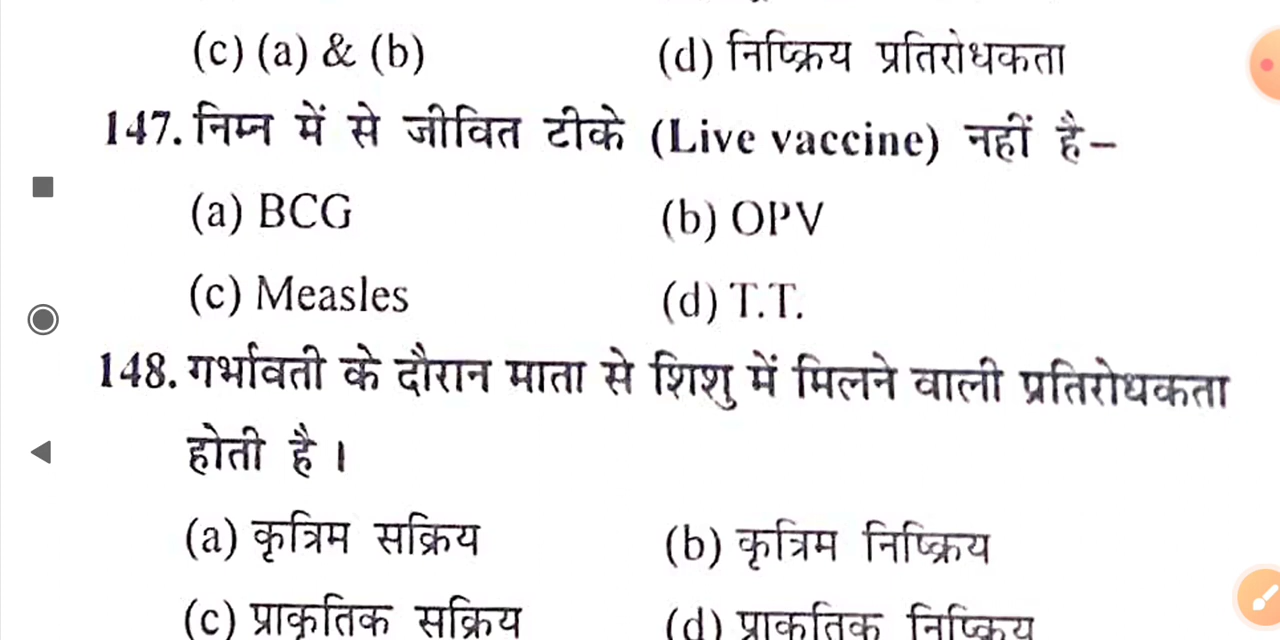 (c) (a) & (b) (d) निष्क्रिय प्रतिरोधकता
147. निम्न में से जीवित टीके (Live vaccine) नहीं है–
(a) BCG (b) OPV
(c) Measles (d) T.T.
148. गर्भावती के दौरान माता से शिशु में मिलने वाली प्रतिरोधकता
होती है ।
(a) कृत्रिम सक्रिय (b) कृत्रिम निष्क्रिय
(c) प्राकृतिक सक्रिय (d) प्राकृतिक निष्क्रिय